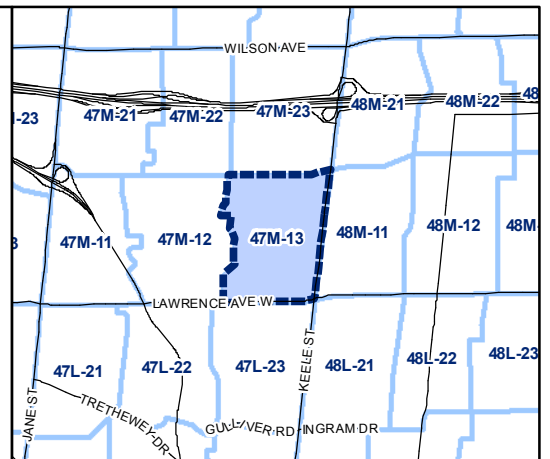 WILSON AVE
I-23
47M-21
47M-22
47M-23
48M-21
48M-22
48
3
47M-11
47M-12
47M-13
48M-11
48M-12
48M-
LAWRENCE AVE W
47L-21
47L-22
47L-23
48L-21
48L-22
48L-23
KEELE ST
JANE ST
TRETHEWEY DR
GULLIVER RD
INGRAM DR